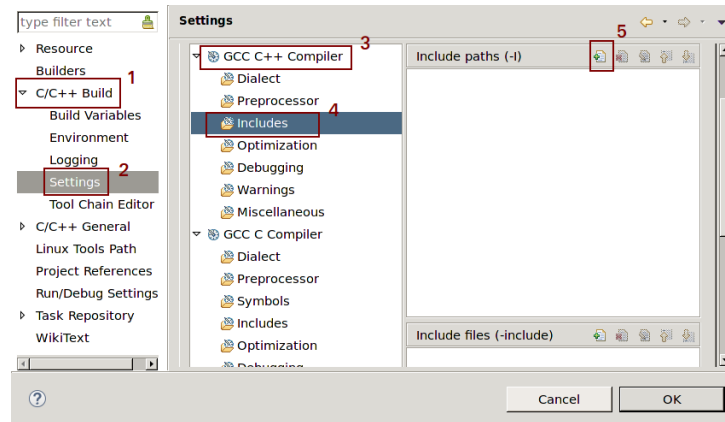 type filter text
Resource
Builders
1
C/C++ Build
Build Variables
Environment
Logging
2
Settings
Tool Chain Editor
C/C++ General
Linux Tools Path
Project References
Run/Debug Settings
Task Repository
WikiText
Settings
3
GCC C++ Compiler
Dialect
Preprocessor
4
Includes
Optimization
Debugging
Warnings
Miscellaneous
GCC C Compiler
Dialect
Preprocessor
Symbols
Includes
Optimization
Debugging
5
Include paths (-I)
Include files (-include)
?
Cancel
OK